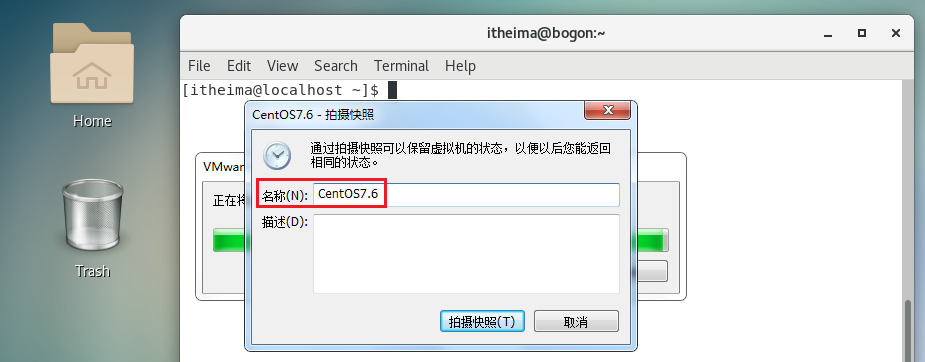 itheima@bogon:~
File Edit View Search Terminal Help
[itheima@localhost ~]$
Home
CentOS7.6 - 拍摄快照
通过拍摄快照可以保留虚拟机的状态，以便以后您能返回
相同的状态。
VMwar
正在将
名称(N): CentOS7.6
描述(D):
Trash
拍摄快照(T) 取消